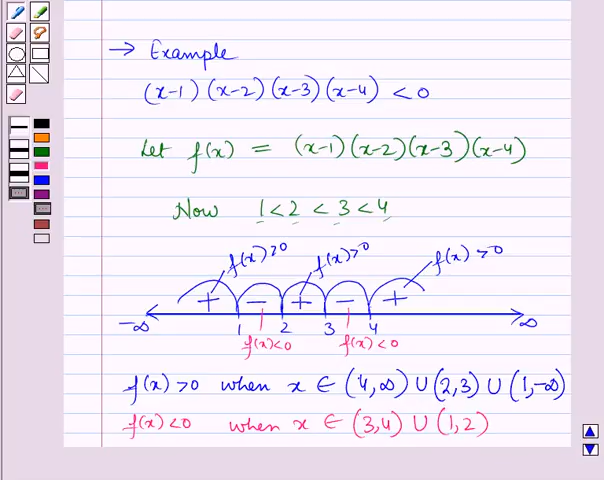 → Example
(x-1) (x-2) (x-3) (x-4) < 0
Let f(x) = (x-1) (x-2) (x-3) (x-4)
Now 1 < 2 < 3 < 4
f(x)>0 f(x)>0 f(x)>0
+ - + - +
-∞ 1 2 3 4 ∞
f(x)<0 f(x)<0
f(x) > 0 when x ∈ (4, ∞) ∪ (2,3) ∪ (1, -∞)
f(x) < 0 when x ∈ (3,4) ∪ (1,2)